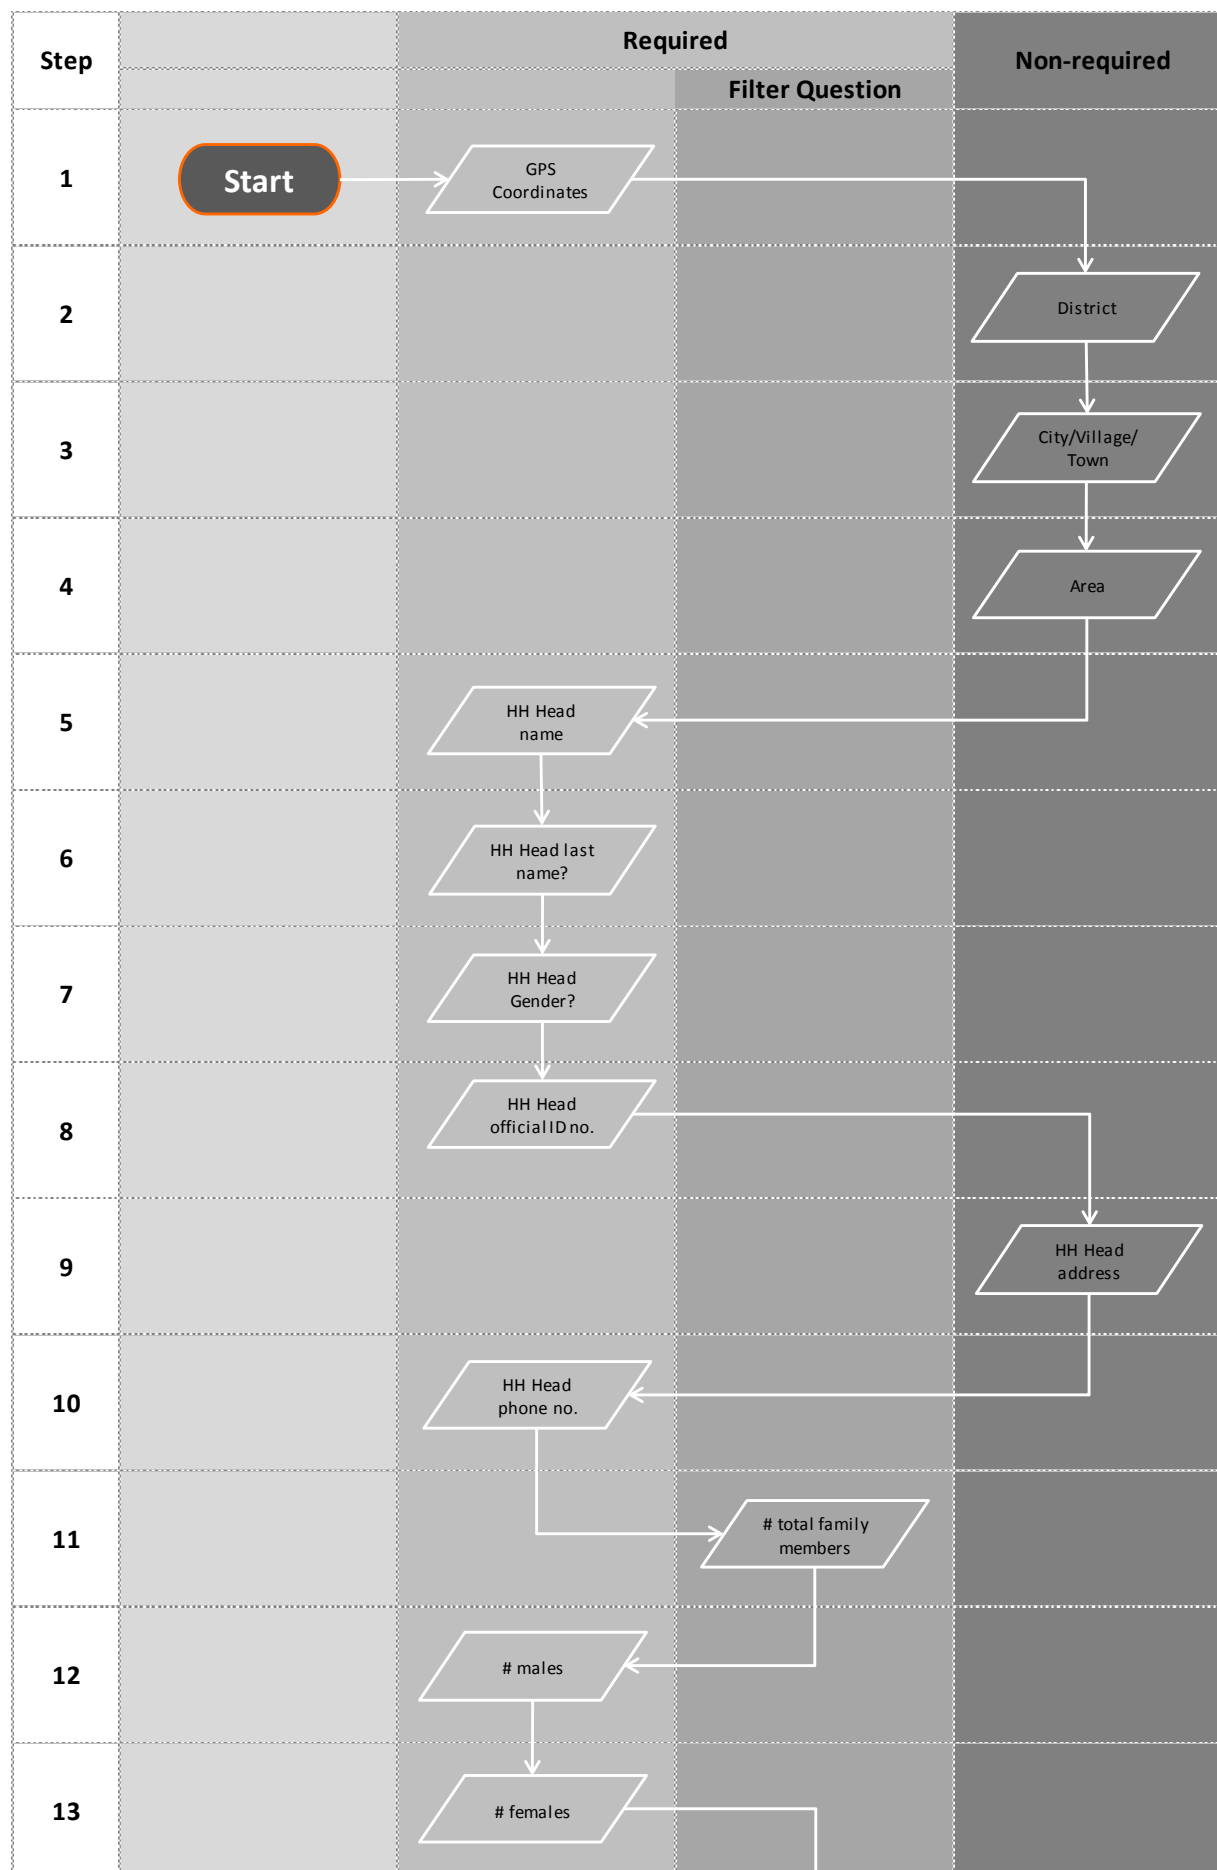 Step
Required
Non-required
Filter Question
1
Start
GPS
Coordinates
2
District
3
City/Village/
Town
4
Area
5
HH Head
name
6
HH Head last
name?
7
HH Head
Gender?
8
HH Head
official ID no.
9
HH Head
address
10
HH Head
phone no.
11
# total family
members
12
# males
13
# females